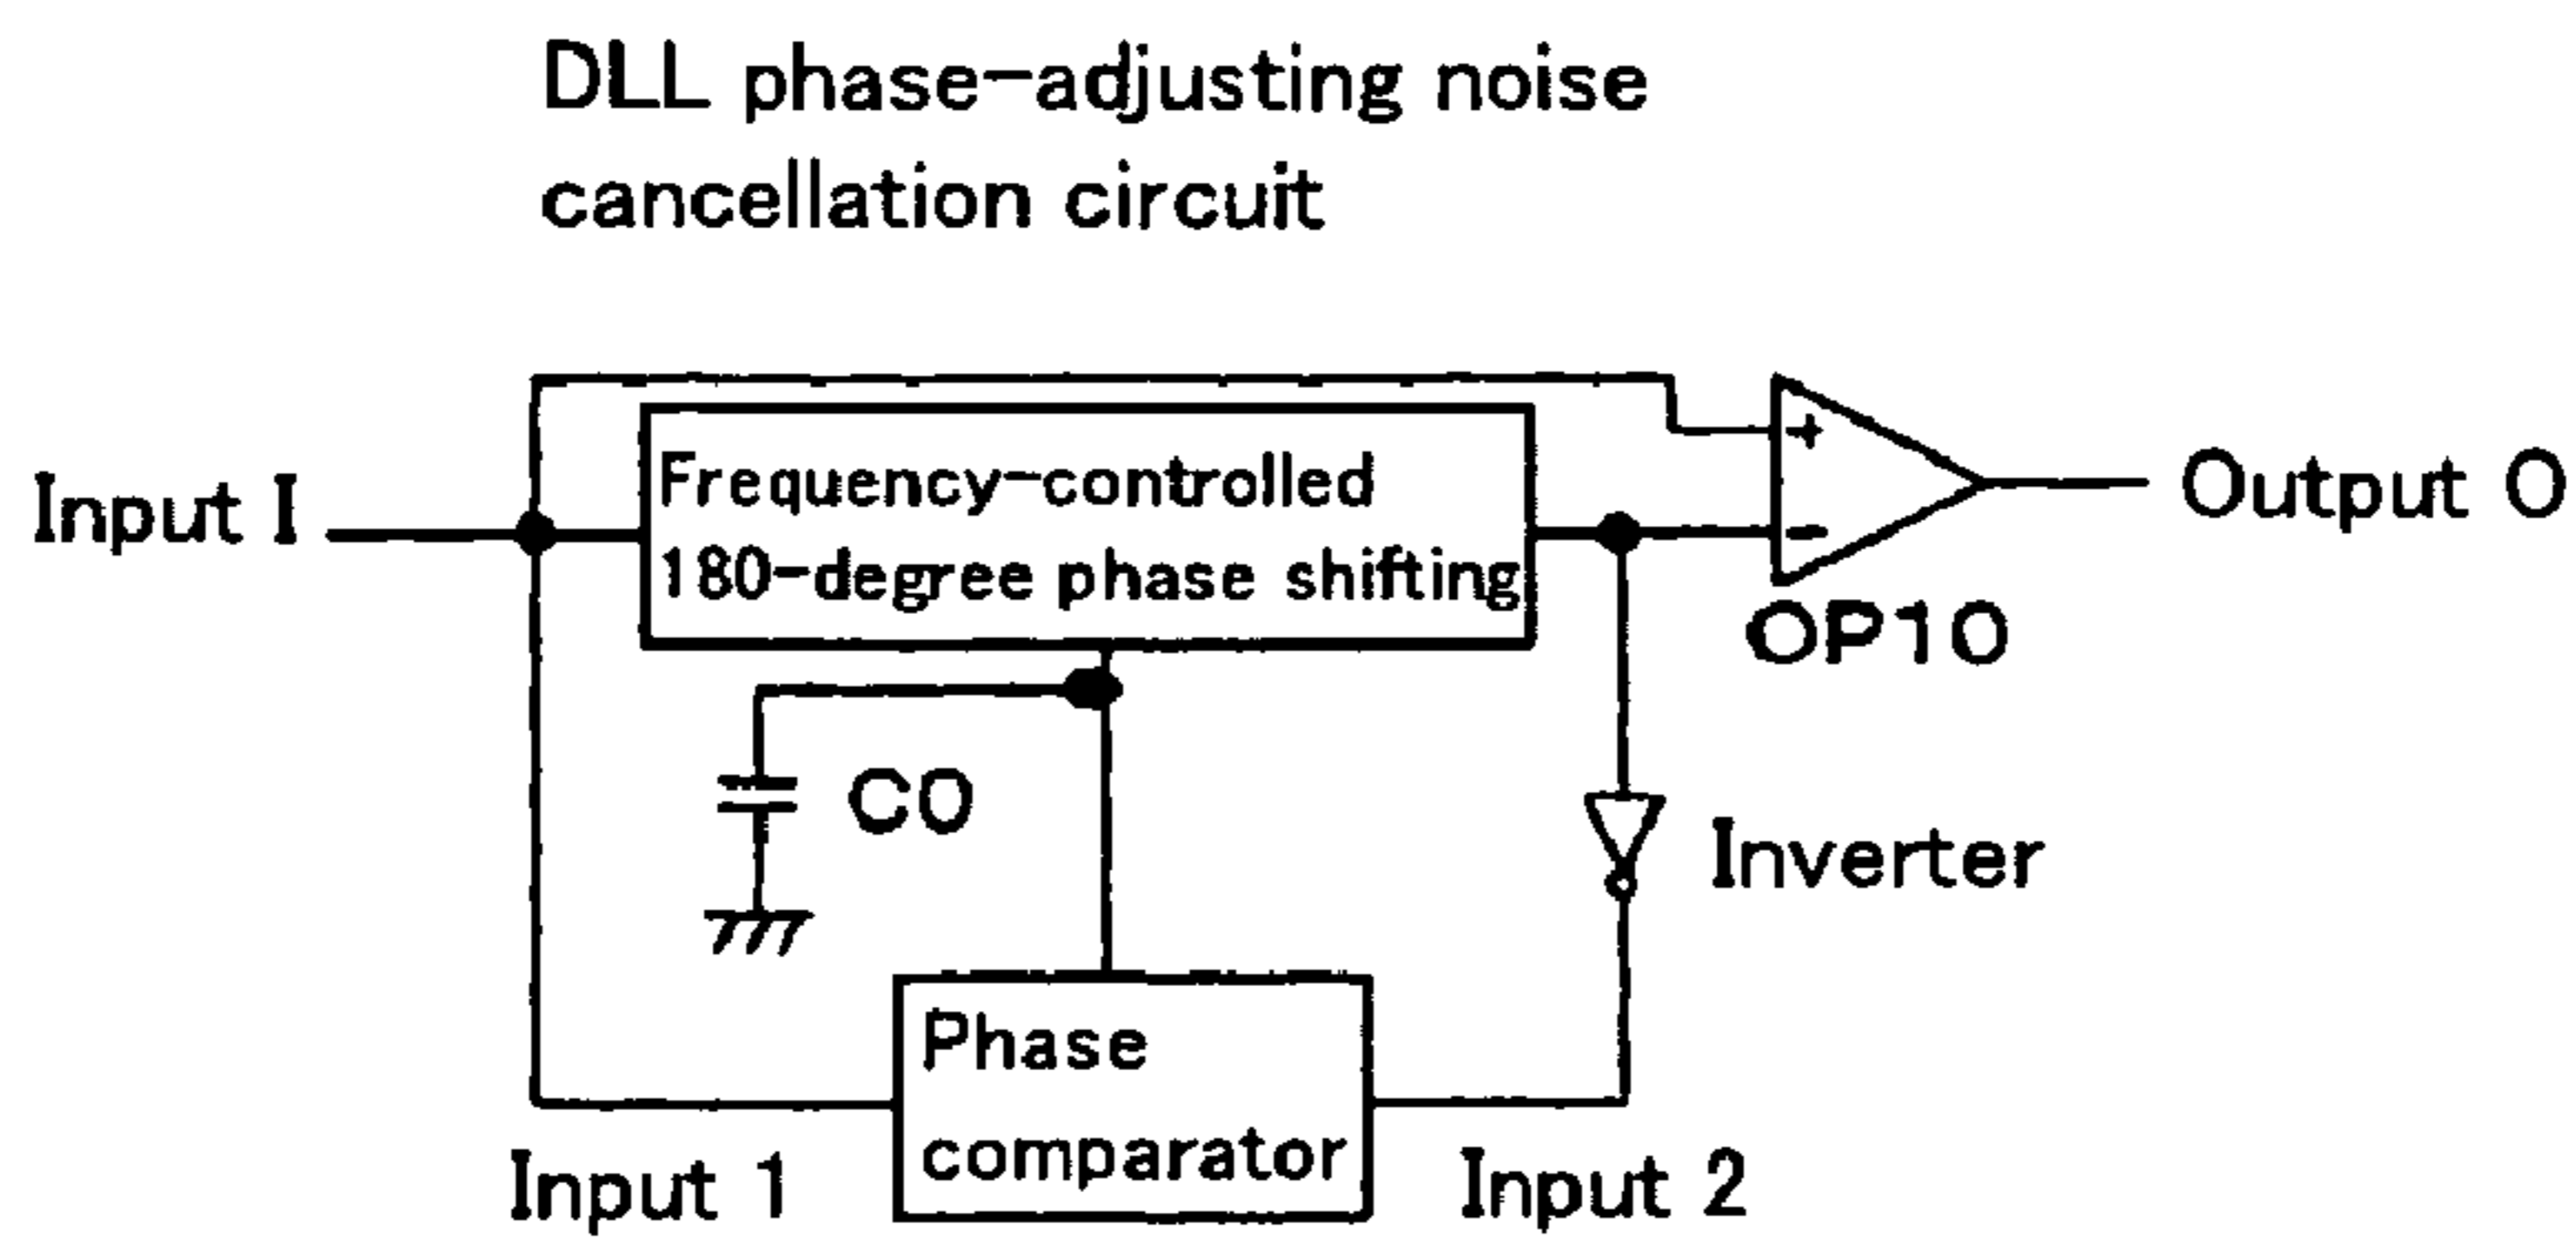 DLL phase-adjusting noise
cancellation circuit
Input I
Frequency-controlled
180-degree phase shifting
+
-
Output O
OP10
C0
Inverter
Phase
comparator
Input 1
Input 2